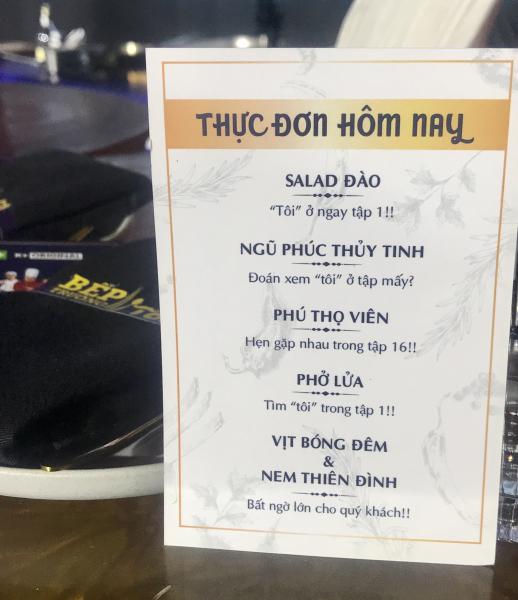 THỰC ĐƠN HÔM NAY
SALAD ĐÀO
“Tôi” ở ngay tập 1!!
NGŨ PHÚC THỦY TINH
Đoán xem “tôi” ở tập mấy?
PHÚ THỌ VIÊN
Hẹn gặp nhau trong tập 16!!
PHỞ LỬA
Tìm “tôi” trong tập 1!!
VỊT BÓNG ĐÊM
&
NEM THIÊN ĐÌNH
Bất ngờ lớn cho quý khách!!
K+ ORIGINAL
BẾP
TRƯỞNG